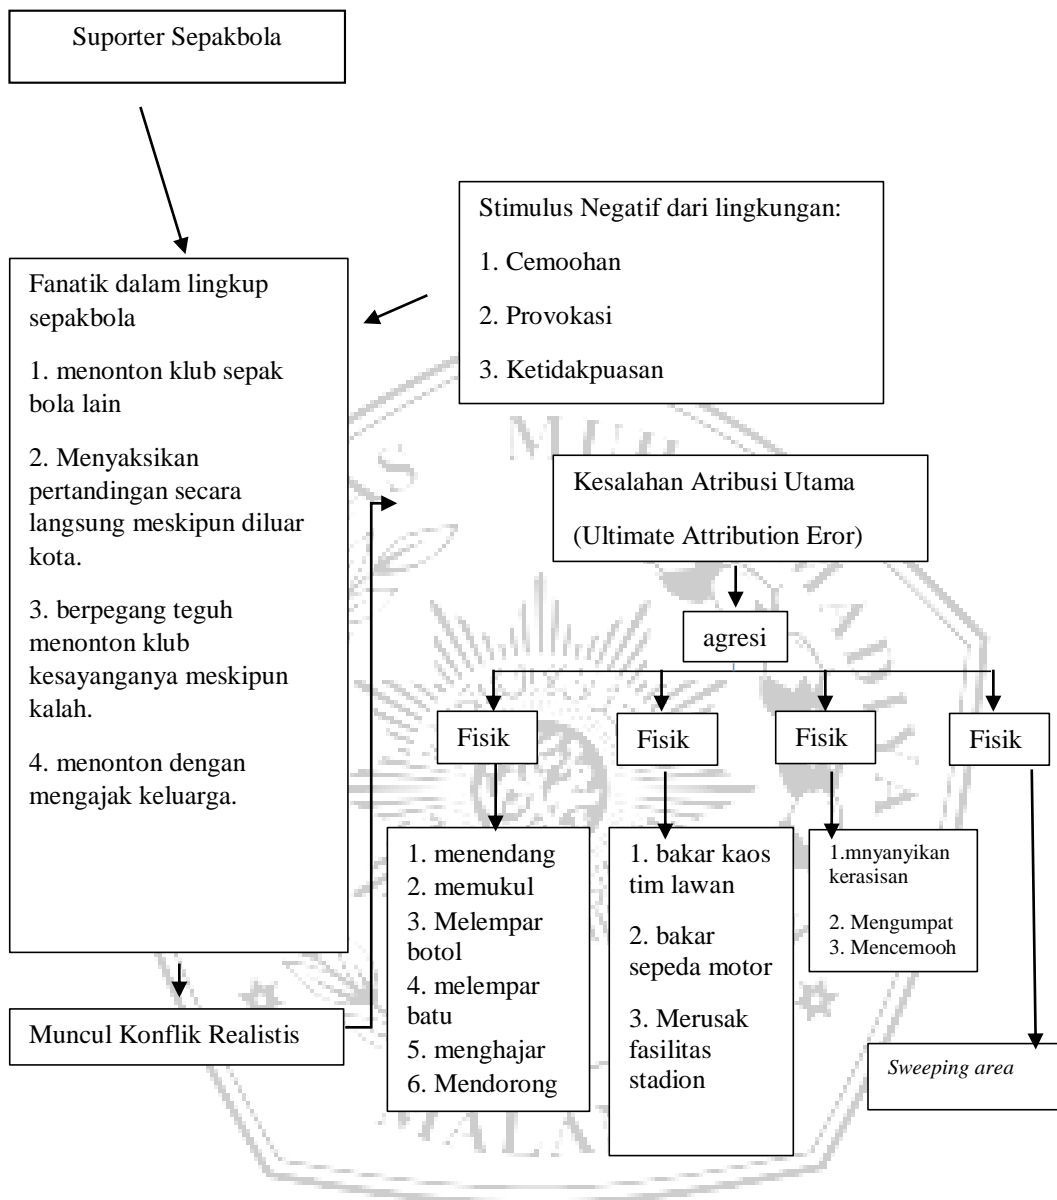 Suporter Sepakbola
Stimulus Negatif dari lingkungan:
1. Cemoohan
2. Provokasi
3. Ketidakpuasan
Fanatik dalam lingkup
sepakbola
1. menonton klub sepak
bola lain
2. Menyaksikan
pertandingan secara
langsung meskipun diluar
kota.
3. berpegang teguh
menonton klub
kesayanganya meskipun
kalah.
4. menonton dengan
mengajak keluarga.
Muncul Konflik Realistis
Kesalahan Atribusi Utama
(Ultimate Attribution Eror)
agresi
Fisik
Fisik
Fisik
Fisik
1. menendang
2. memukul
3. Melempar
botol
4. melempar
batu
5. menghajar
6. Mendorong
1. bakar kaos
tim lawan
2. bakar
sepeda motor
3. Merusak
fasilitas
stadion
1.mnyanyikan
kerasisan
2. Mengumpat
3. Mencemooh
Sweeping area